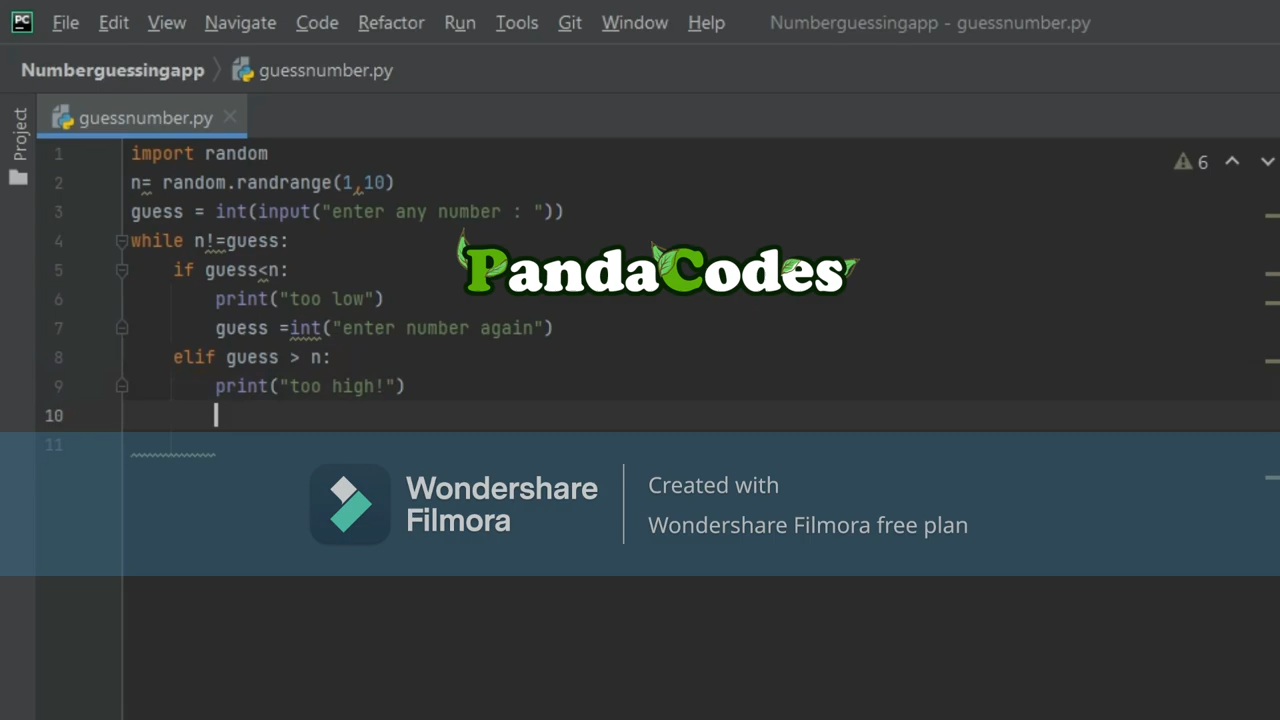 PC File Edit View Navigate Code Refactor Run Tools Git Window Help Numberguessingapp - guessnumber.py
Numberguessingapp guessnumber.py
Project
guessnumber.py
6
1 import random
2 n= random.randrange(1,10)
3 guess = int(input("enter any number : "))
4 while n!=guess:
5 if guess<n:
6 print("too low")
7 guess =int("enter number again")
8 elif guess > n:
9 print("too high!")
10
11
PandaCodes
Wondershare
Filmora
Created with
Wondershare Filmora free plan